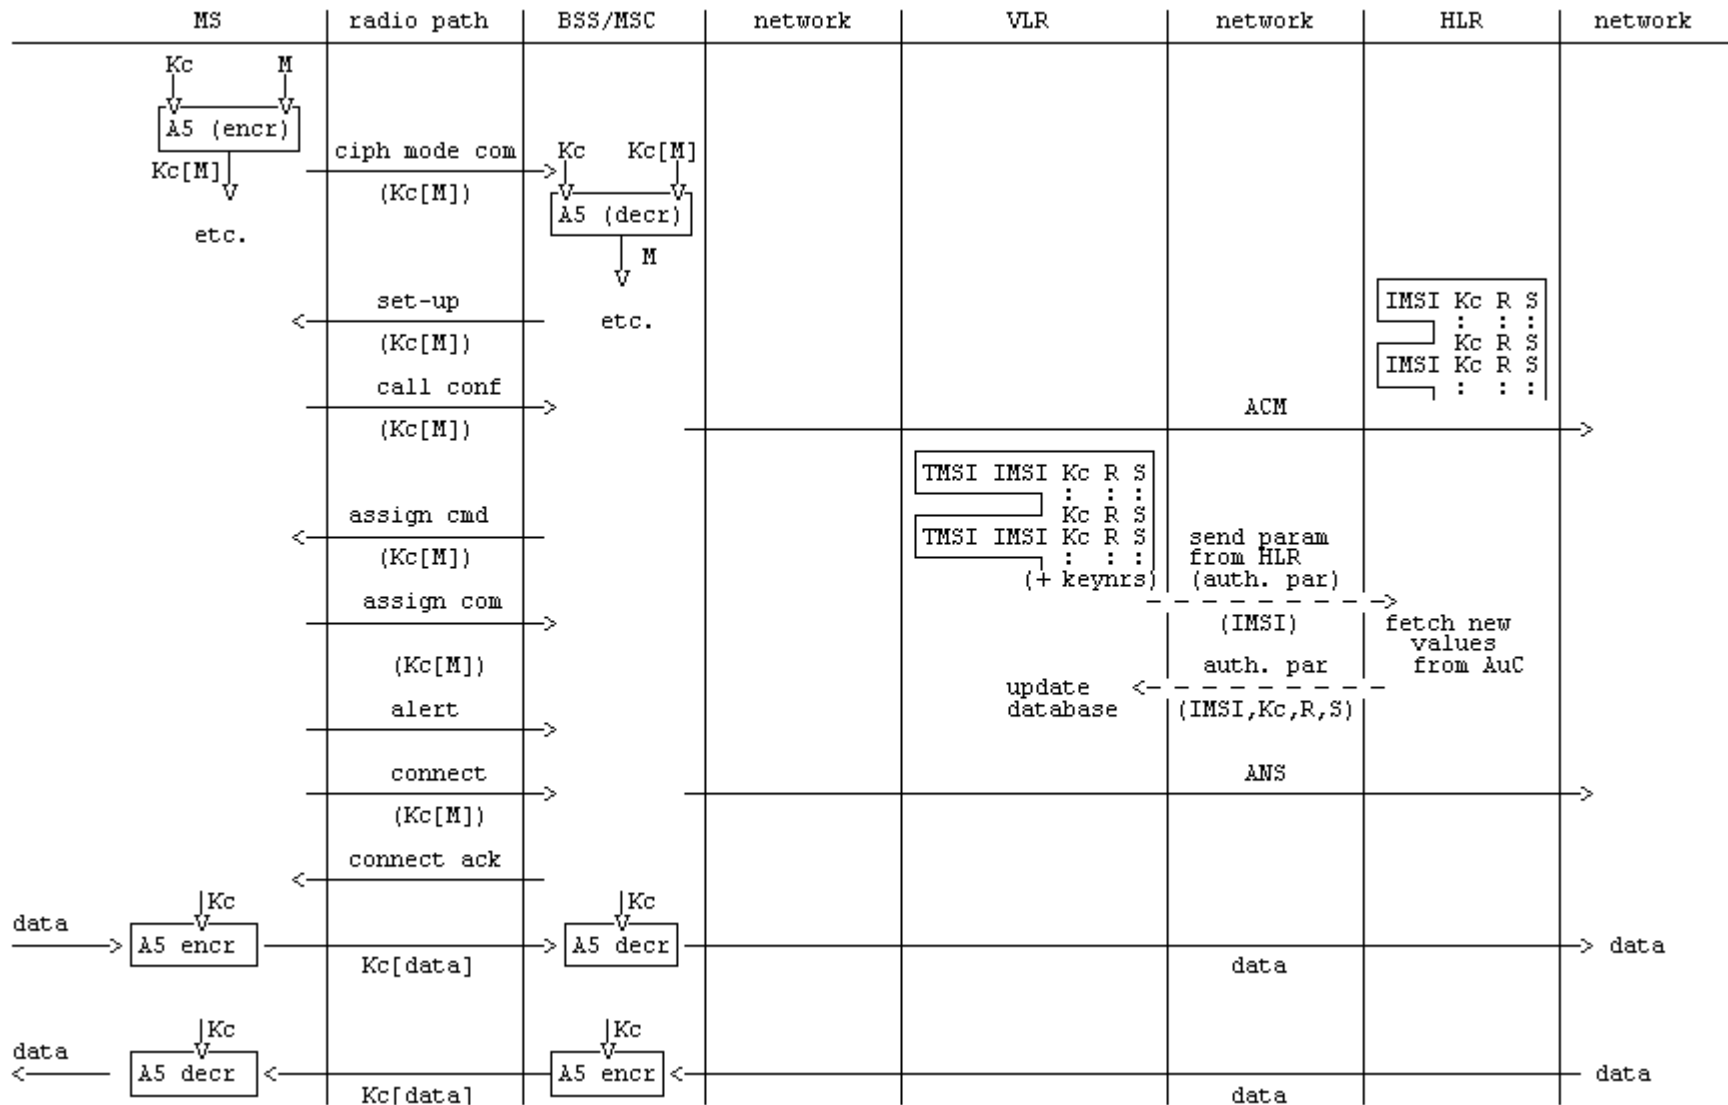 MS radio path BSS/MSC network VLR network HLR network
Kc M
A5 (encr)
ciph mode com Kc Kc[M]
Kc[M] (Kc[M])
A5 (decr)
etc.
M
set-up IMSI Kc R S
etc. : : :
(Kc[M]) Kc R S
IMSI Kc R S
call conf : : :
ACM
(Kc[M])
TMSI IMSI Kc R S
: : :
assign cmd Kc R S
TMSI IMSI Kc R S send param
(Kc[M]) : : : from HLR
(+ keynrs) (auth. par)
assign com
(IMSI) fetch new
values
(Kc[M]) auth. par from AuC
update
alert database (IMSI,Kc,R,S)
connect ANS
(Kc[M])
connect ack
Kc Kc
data
A5 encr A5 decr data
Kc[data] data
Kc Kc
data
A5 decr A5 encr data
Kc[data] data